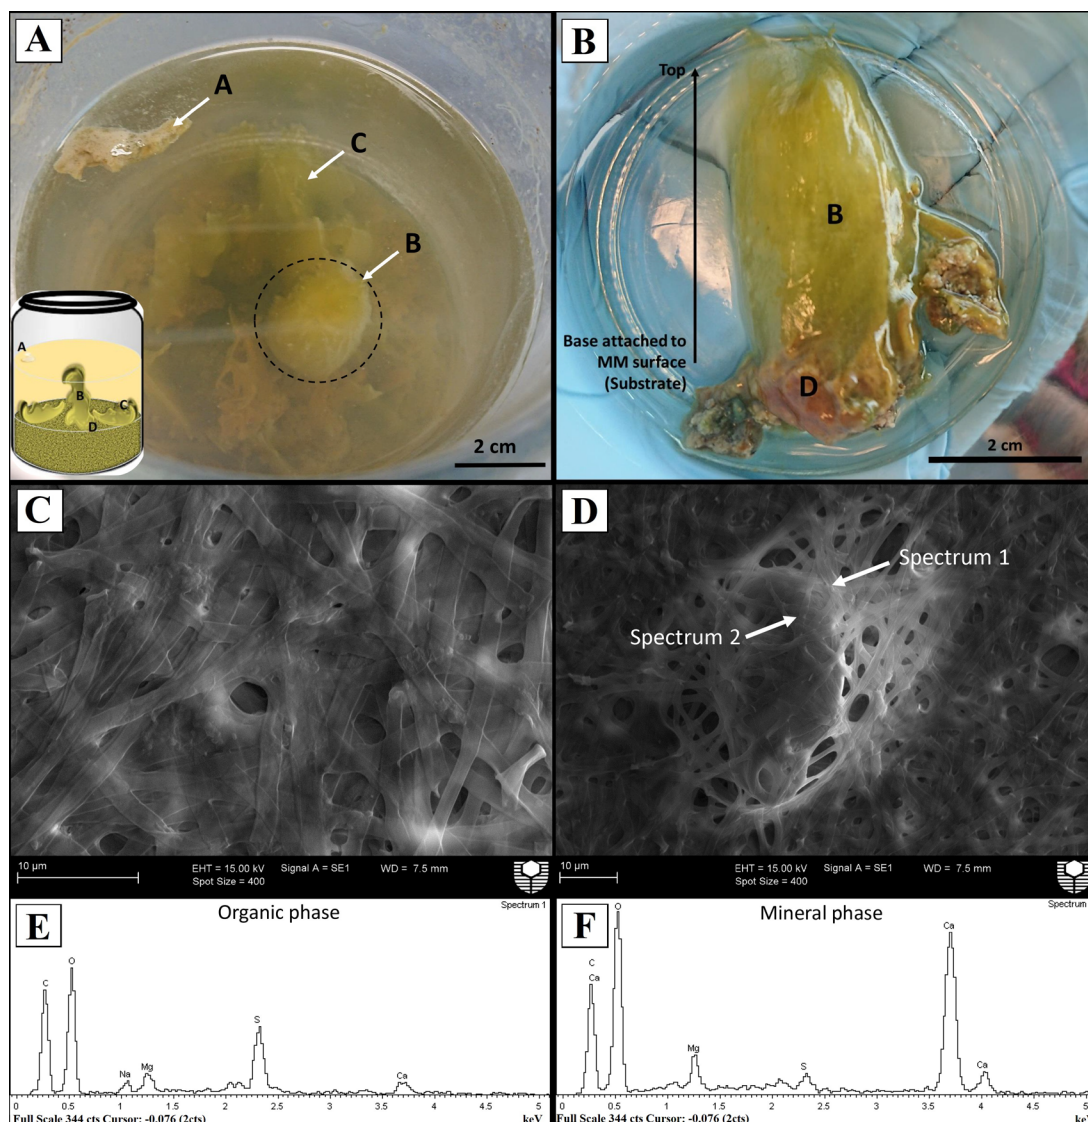 A
A
C
B
A
B
C
D
2 cm
B
Top
B
Base attached to
MM surface
(Substrate)
D
2 cm
C
10 μm
EHT = 15.00 kV
Signal A = SE1
WD = 7.5 mm
Spot Size = 400
D
Spectrum 1
Spectrum 2
10 μm
EHT = 15.00 kV
Signal A = SE1
WD = 7.5 mm
Spot Size = 400
E
Organic phase
Spectrum 1
C
O
Na
Mg
S
Ca
0 0.5 1 1.5 2 2.5 3 3.5 4 4.5 5
Full Scale 344 cts Cursor: -0.076 (2cts)
keV
F
Mineral phase
Spectrum
O
C
Ca
Mg
S
Ca
Ca
0 0.5 1 1.5 2 2.5 3 3.5 4 4.5 5
Full Scale 344 cts Cursor: -0.076 (2cts)
keV